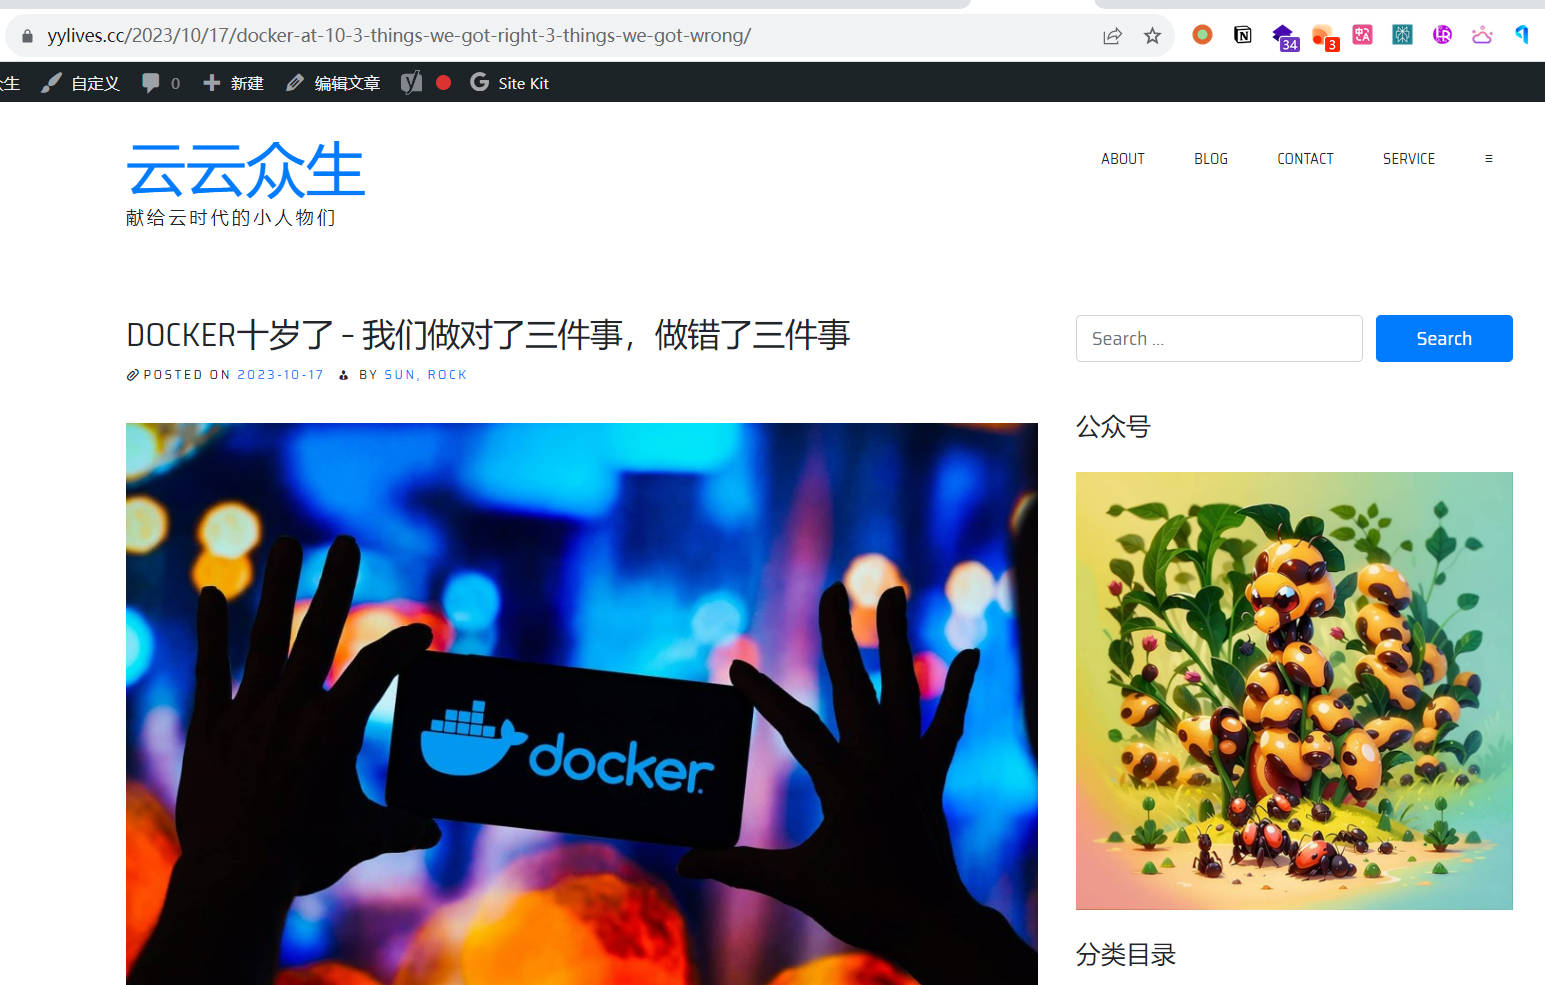 yylives.cc/2023/10/17/docker-at-10-3-things-we-got-right-3-things-we-got-wrong/
34
3
生 自定义 0 新建 编辑文章 Site Kit
云云众生
献给云时代的小人物们
ABOUT BLOG CONTACT SERVICE
DOCKER十岁了 – 我们做对了三件事，做错了三件事
POSTED ON 2023-10-17 BY SUN, ROCK
Search ...
Search
公众号
docker
分类目录